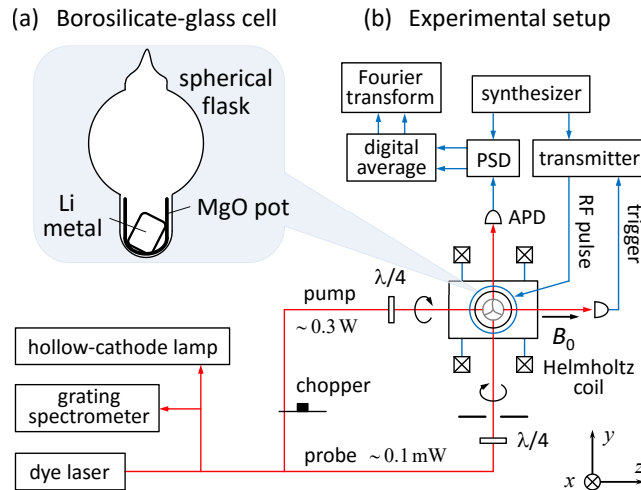 (a) Borosilicate-glass cell
spherical
flask
Li
metal
MgO pot
(b) Experimental setup
Fourier
transform
synthesizer
digital
average
PSD
transmitter
APD
RF pulse
trigger
λ/4
pump
~0.3 W
B₀
Helmholtz
coil
hollow-cathode lamp
grating
spectrometer
chopper
λ/4
dye laser
probe ~0.1 mW
y
x
z